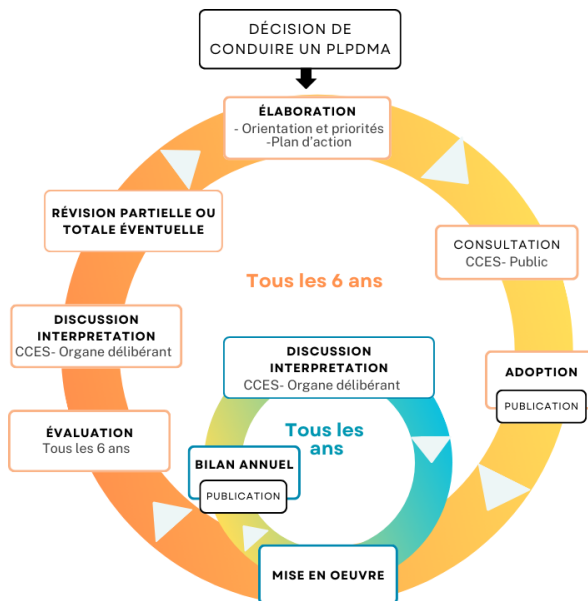 DÉCISION DE
CONDUIRE UN PLPDMA
ÉLABORATION
- Orientation et priorités
-Plan d'action
CONSULTATION
CCES- Public
ADOPTION
PUBLICATION
MISE EN OEUVRE
BILAN ANNUEL
PUBLICATION
DISCUSSION
INTERPRETATION
CCES- Organe délibérant
Tous les
ans
ÉVALUATION
Tous les 6 ans
DISCUSSION
INTERPRETATION
CCES- Organe délibérant
RÉVISION PARTIELLE OU
TOTALE ÉVENTUELLE
Tous les 6 ans